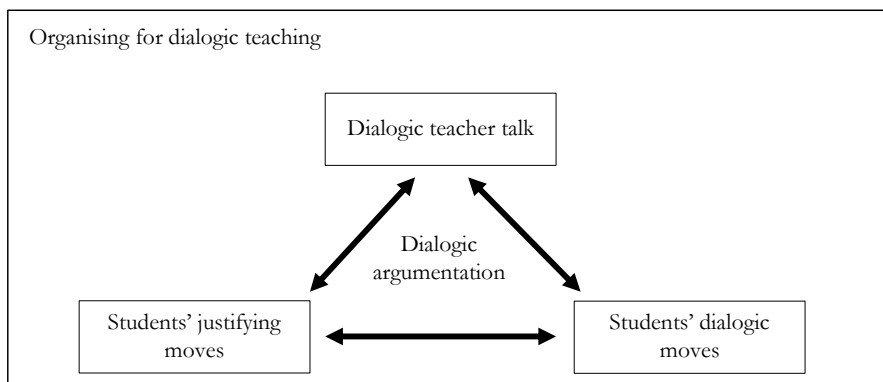 Organising for dialogic teaching
Dialogic teacher talk
Dialogic
argumentation
Students’ justifying
moves
Students’ dialogic
moves